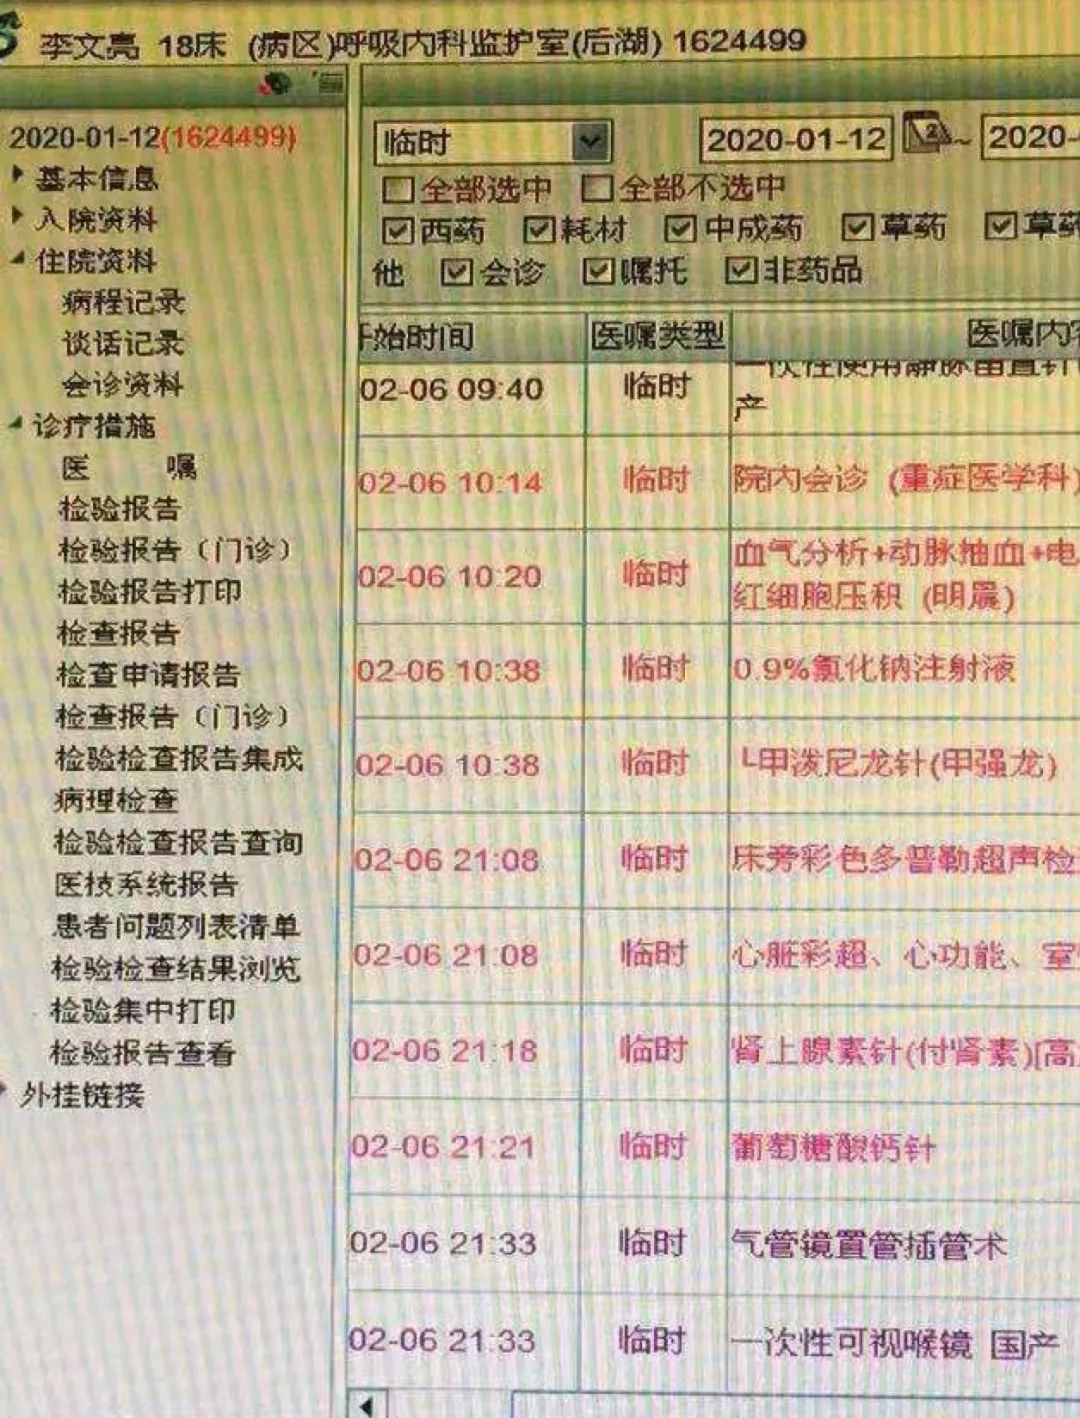 李文亮 18床 (病区)呼吸内科监护室(后湖) 1624499
2020-01-12(1624499)
基本信息
入院资料
住院资料
病程记录
谈话记录
会诊资料
诊疗措施
医 嘱
检验报告
检验报告（门诊）
检验报告打印
检查报告
检查申请报告
检查报告（门诊）
检验检查报告集成
病理检查
检验检查报告查询
医技系统报告
患者问题列表清单
检验检查结果浏览
检验集中打印
检验报告查看
外挂链接
临时 2020-01-12 ~ 2020-
全部选中 全部不选中
西药 耗材 中成药 草药 草药
他 会诊 嘱托 非药品
开始时间 医嘱类型 医嘱内容
02-06 09:40 临时 一次性使用静脉留置针
产
02-06 10:14 临时 院内会诊 (重症医学科)
02-06 10:20 临时 血气分析+动脉抽血+电
红细胞压积 (明晨)
02-06 10:38 临时 0.9%氯化钠注射液
02-06 10:38 临时 └甲泼尼龙针(甲强龙)
02-06 21:08 临时 床旁彩色多普勒超声检
02-06 21:08 临时 心脏彩超、心功能、室
02-06 21:18 临时 肾上腺素针(付肾素)[高
02-06 21:21 临时 葡萄糖酸钙针
02-06 21:33 临时 气管镜置管插管术
02-06 21:33 临时 一次性可视喉镜 国产